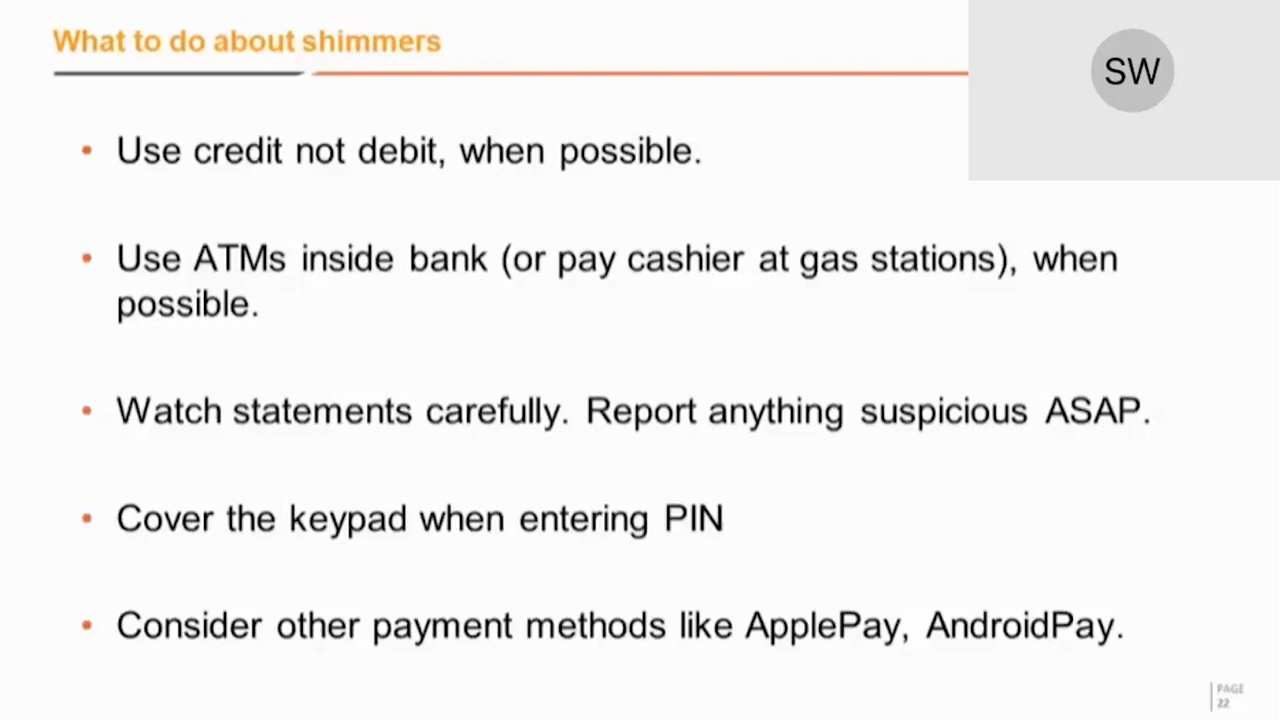 What to do about shimmers
SW
• Use credit not debit, when possible.
• Use ATMs inside bank (or pay cashier at gas stations), when
possible.
• Watch statements carefully. Report anything suspicious ASAP.
• Cover the keypad when entering PIN
• Consider other payment methods like ApplePay, AndroidPay.
PAGE
22